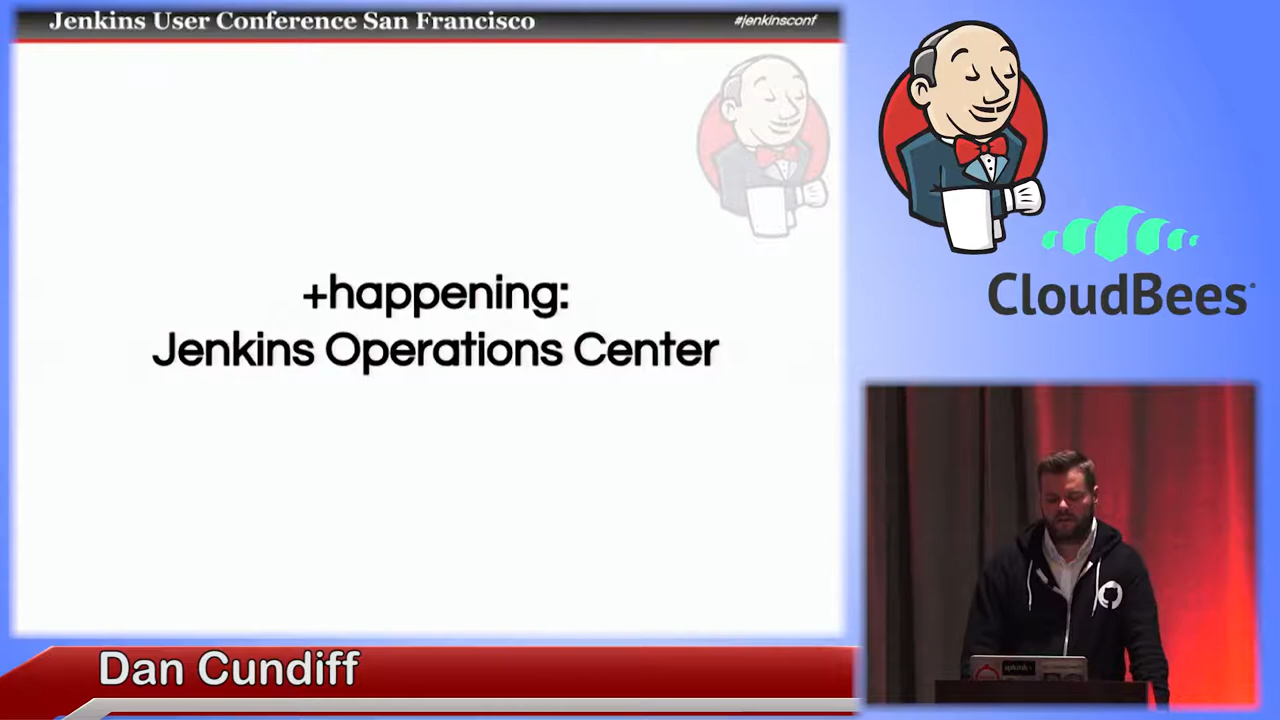 Jenkins User Conference San Francisco
#jenkinsconf
+happening:
Jenkins Operations Center
CloudBees
Dan Cundiff